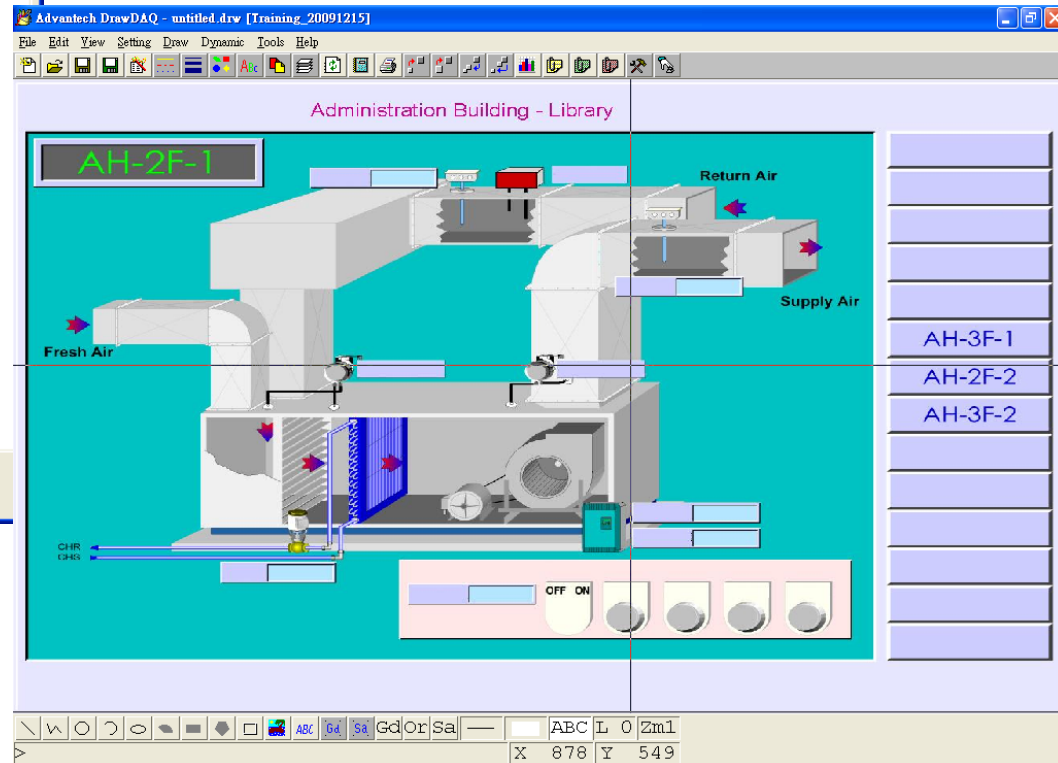 Advantech DrawDAQ - untitled.drw [Training_20091215]
File Edit View Setting Draw Dynamic Tools Help
Administration Building - Library
AH-2F-1
Return Air
Supply Air
Fresh Air
AH-3F-1
AH-2F-2
AH-3F-2
CHR
CHS
OFF ON
ABC Gd Sa Gd Or Sa ABC L 0 Zm1
> X 878 Y 549